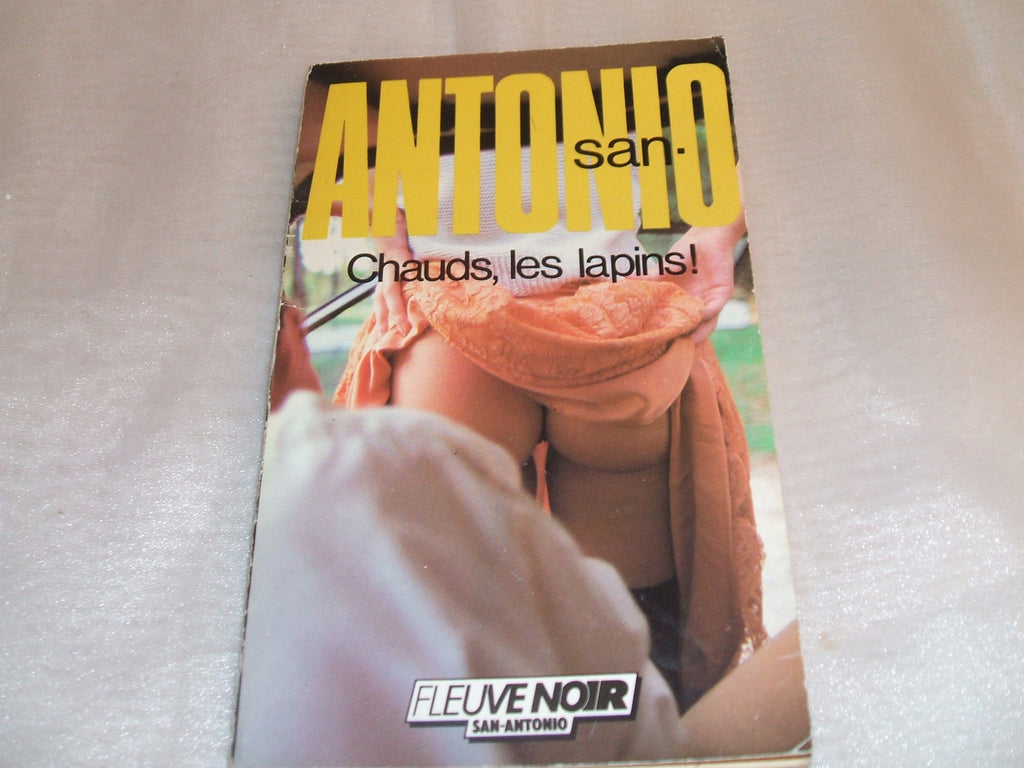 ANTONIO
san-
Chauds, les lapins!
FLEUVE NOIR
SAN-ANTONIO